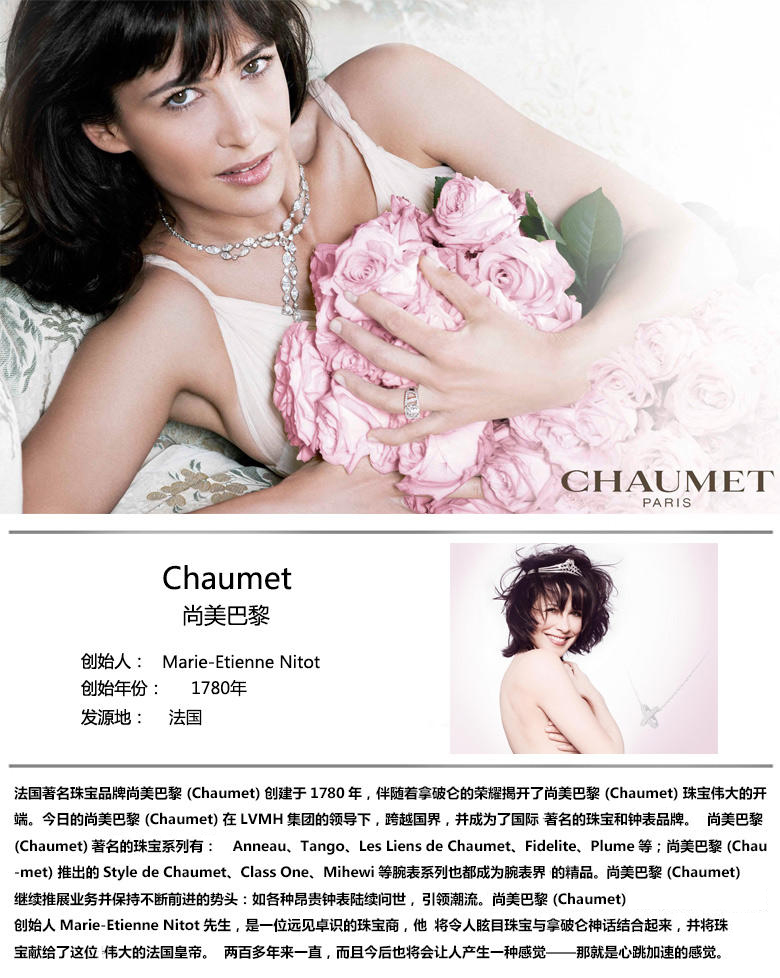 CHAUMET
PARIS
Chaumet
尚美巴黎
创始人： Marie-Etienne Nitot
创始年份： 1780年
发源地： 法国
法国著名珠宝品牌尚美巴黎 (Chaumet) 创建于 1780 年，伴随着拿破仑的荣耀揭开了尚美巴黎 (Chaumet) 珠宝伟大的开
端。今日的尚美巴黎 (Chaumet) 在 LVMH 集团的领导下，跨越国界，并成为了国际 著名的珠宝和钟表品牌。 尚美巴黎
(Chaumet) 著名的珠宝系列有： Anneau、Tango、Les Liens de Chaumet、Fidelite、Plume 等；尚美巴黎 (Chau
-met) 推出的 Style de Chaumet、Class One、Mihewi 等腕表系列也都成为腕表界 的精品。尚美巴黎 (Chaumet)
继续推展业务并保持不断前进的势头：如各种昂贵钟表陆续问世， 引领潮流。尚美巴黎 (Chaumet)
创始人 Marie-Etienne Nitot 先生，是一位远见卓识的珠宝商，他 将令人眩目珠宝与拿破仑神话结合起来，并将珠
宝献给了这位 伟大的法国皇帝。 两百多年来一直，而且今后也将会让人产生一种感觉——那就是心跳加速的感觉。